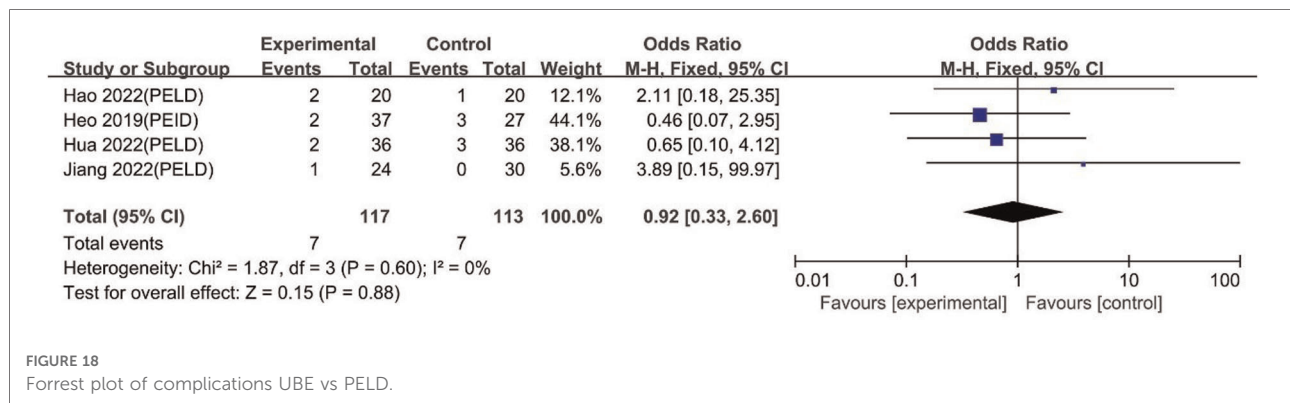 Experimental Control Odds Ratio Odds Ratio
Study or Subgroup Events Total Events Total Weight M-H, Fixed, 95% CI M-H, Fixed, 95% CI
Hao 2022(PELD) 2 20 1 20 12.1% 2.11 [0.18, 25.35]
Heo 2019(PEID) 2 37 3 27 44.1% 0.46 [0.07, 2.95]
Hua 2022(PELD) 2 36 3 36 38.1% 0.65 [0.10, 4.12]
Jiang 2022(PELD) 1 24 0 30 5.6% 3.89 [0.15, 99.97]
Total (95% CI) 117 113 100.0% 0.92 [0.33, 2.60]
Total events 7 7
Heterogeneity: Chi² = 1.87, df = 3 (P = 0.60); I² = 0%
Test for overall effect: Z = 0.15 (P = 0.88)
0.01 0.1 1 10 100
Favours [experimental] Favours [control]
FIGURE 18
Forrest plot of complications UBE vs PELD.